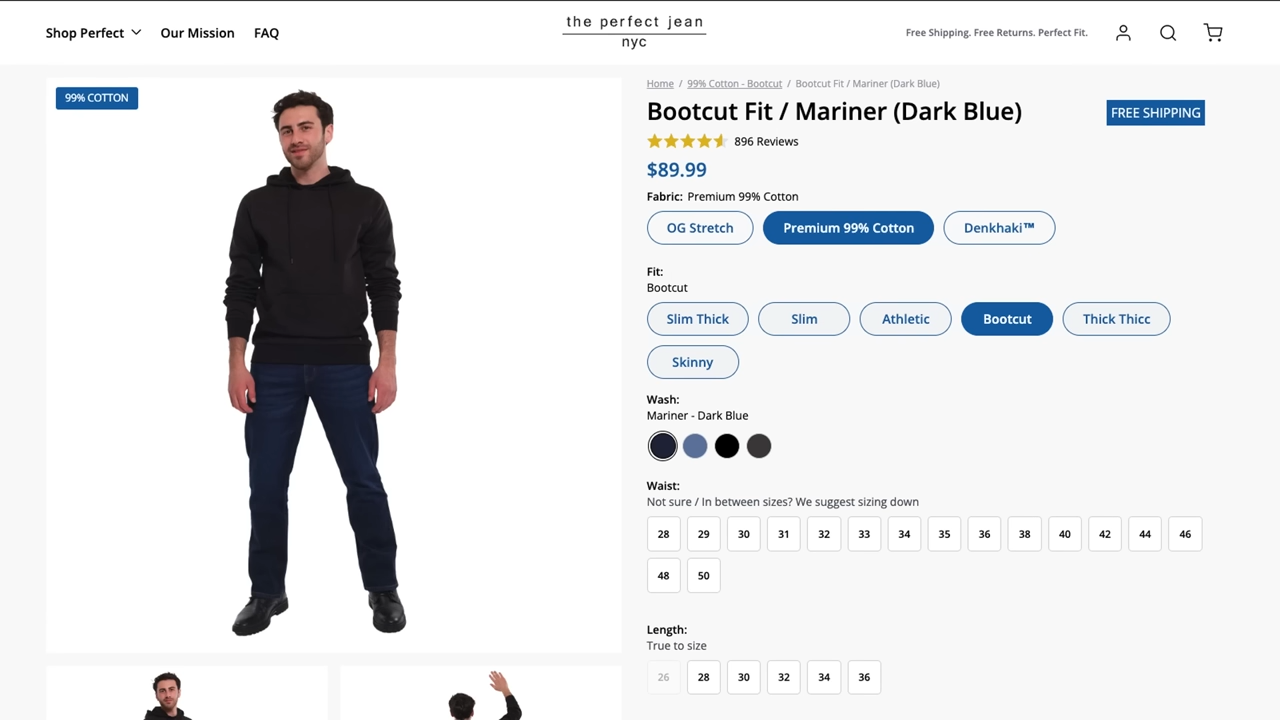 Shop Perfect Our Mission FAQ
the perfect jean
nyc
Free Shipping. Free Returns. Perfect Fit.
99% COTTON
Home / 99% Cotton - Bootcut / Bootcut Fit / Mariner (Dark Blue)
Bootcut Fit / Mariner (Dark Blue)
FREE SHIPPING
896 Reviews
$89.99
Fabric: Premium 99% Cotton
OG Stretch Premium 99% Cotton Denkhaki™
Fit:
Bootcut
Slim Thick Slim Athletic Bootcut Thick Thicc
Skinny
Wash:
Mariner - Dark Blue
Waist:
Not sure / In between sizes? We suggest sizing down
28 29 30 31 32 33 34 35 36 38 40 42 44 46
48 50
Length:
True to size
26 28 30 32 34 36